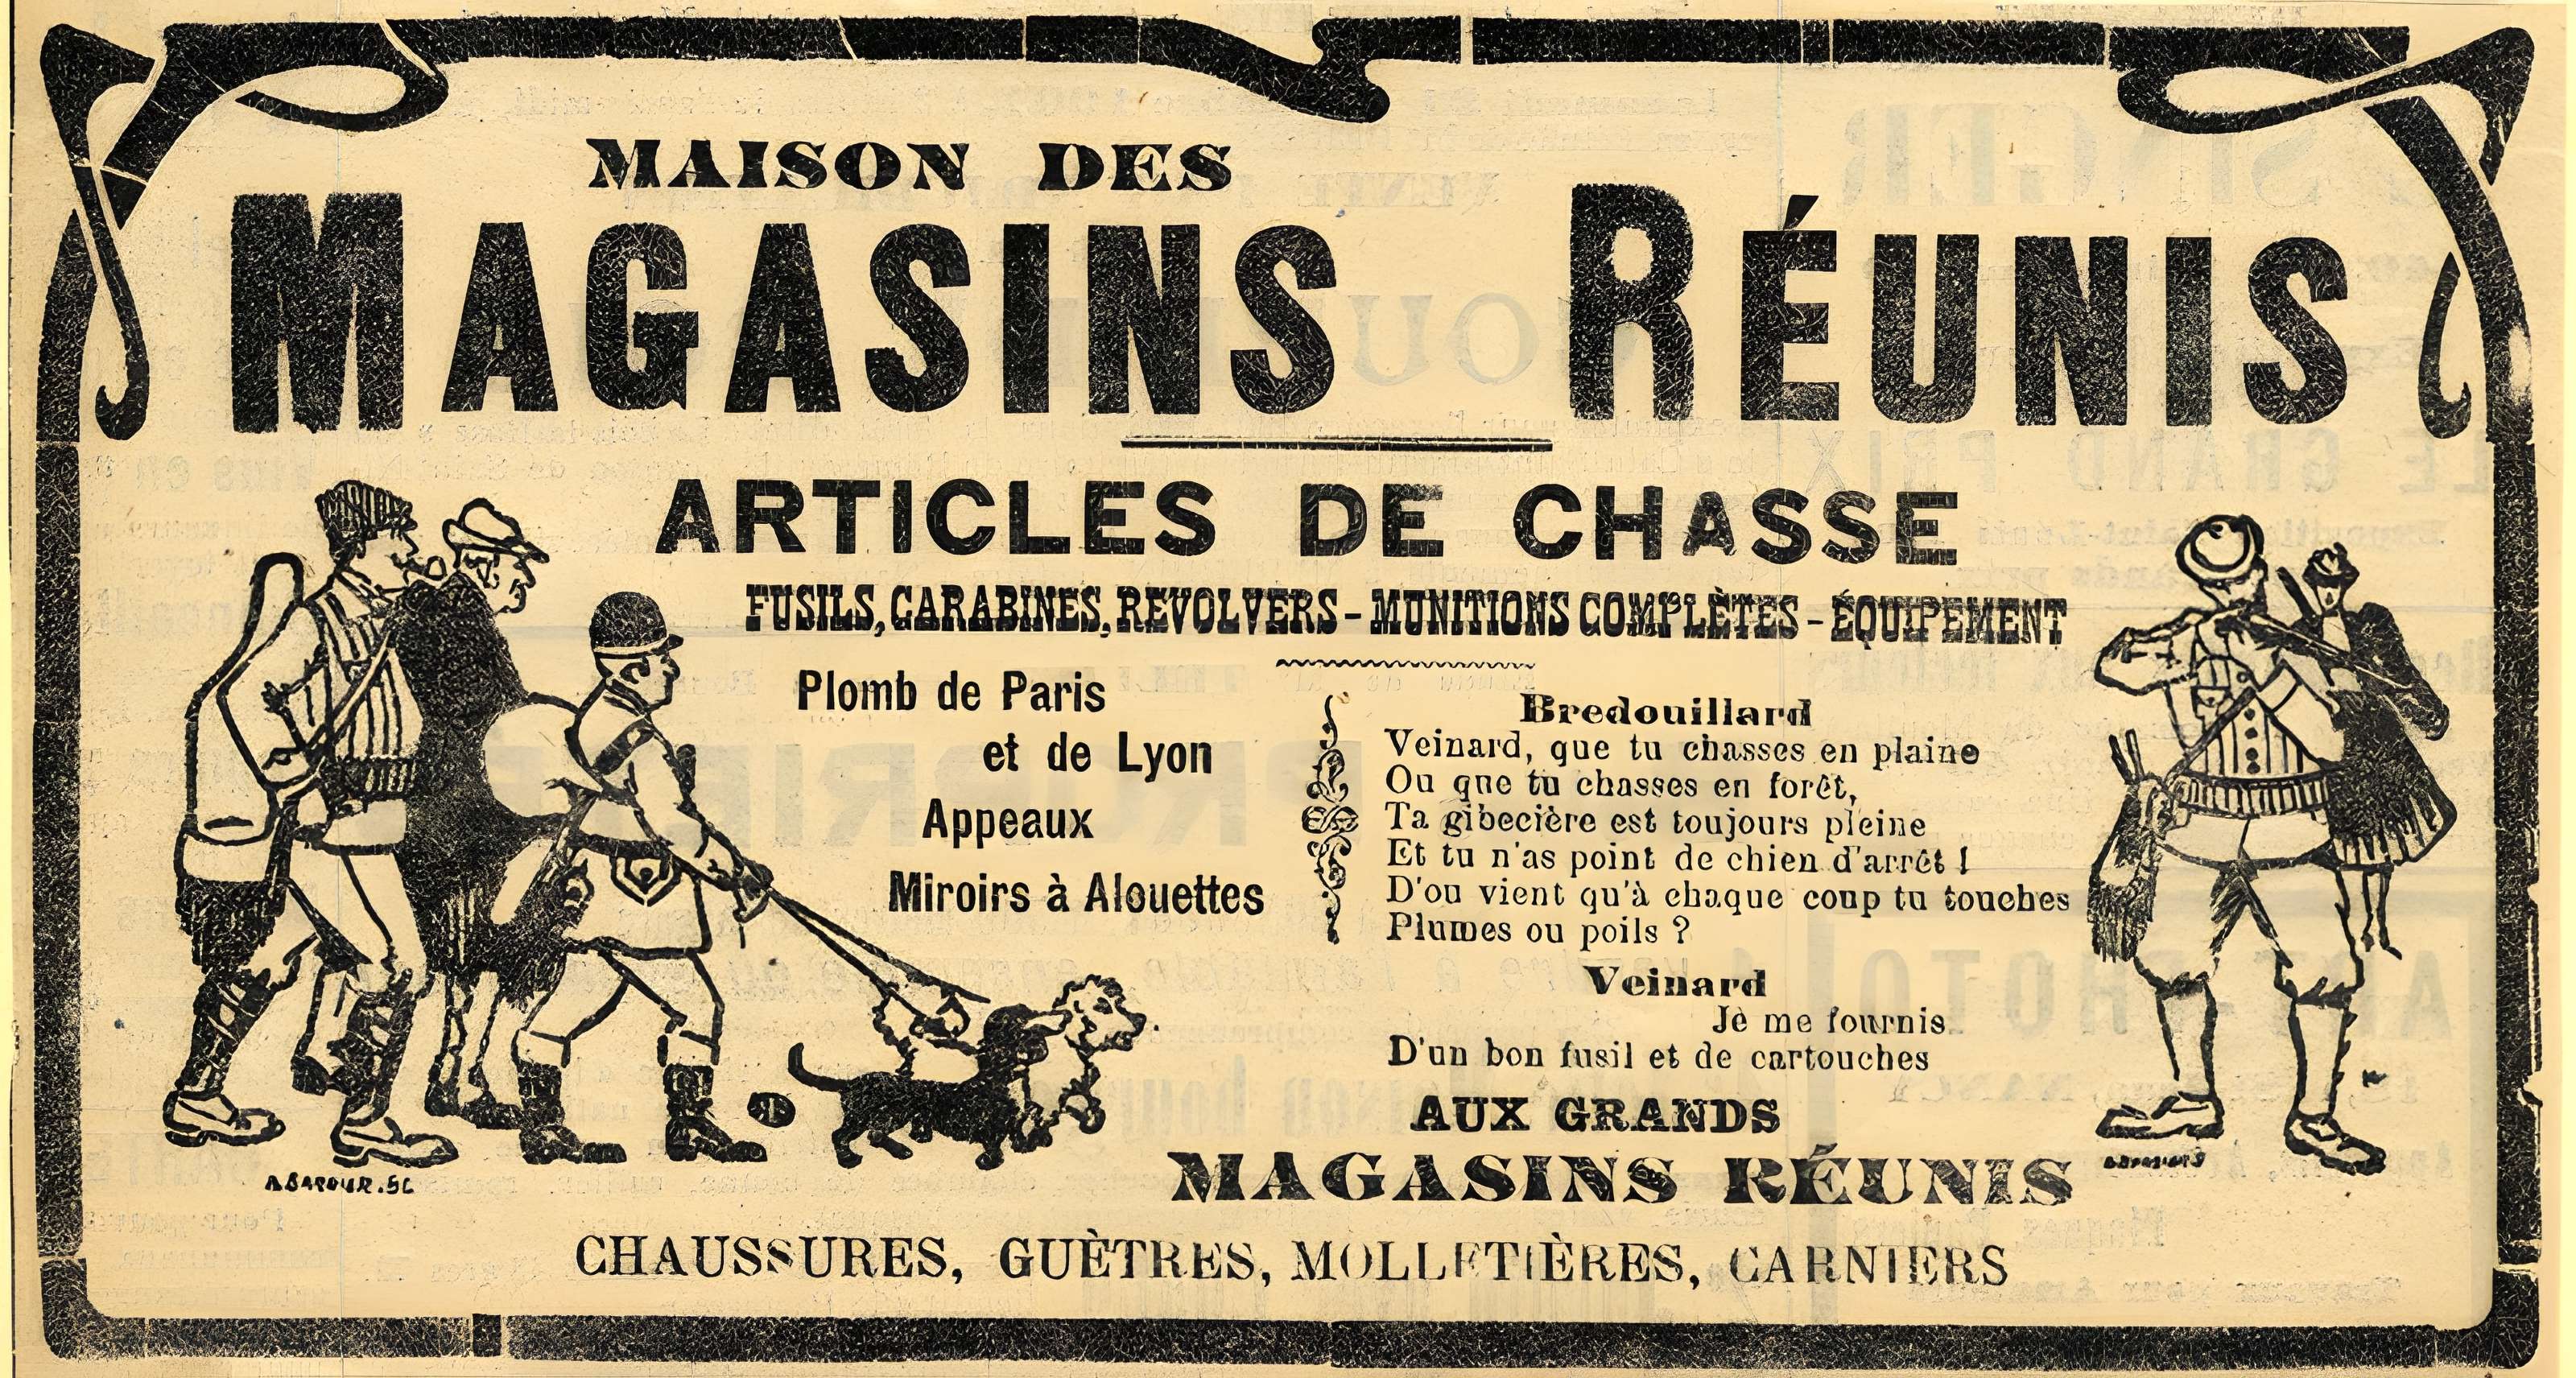 MAISON DES
MAGASINS RÉUNIS
ARTICLES DE CHASSE
FUSILS, CARABINES, REVOLVERS - MUNITIONS COMPLÈTES - ÉQUIPEMENT
Plomb de Paris
et de Lyon
Appeaux
Miroirs à Alouettes
Bredouillard
Veinard, que tu chasses en plaine
Ou que tu chasses en forêt,
Ta gibecière est toujours pleine
Et tu n'as point de chien d'arrêt !
D'ou vient qu'à chaque coup tu touches
Plumes ou poils ?
Veinard
Je me fournis
D'un bon fusil et de cartouches
AUX GRANDS
MAGASINS RÉUNIS
CHAUSSURES, GUÈTRES, MOLLETIÈRES, CARNIERS